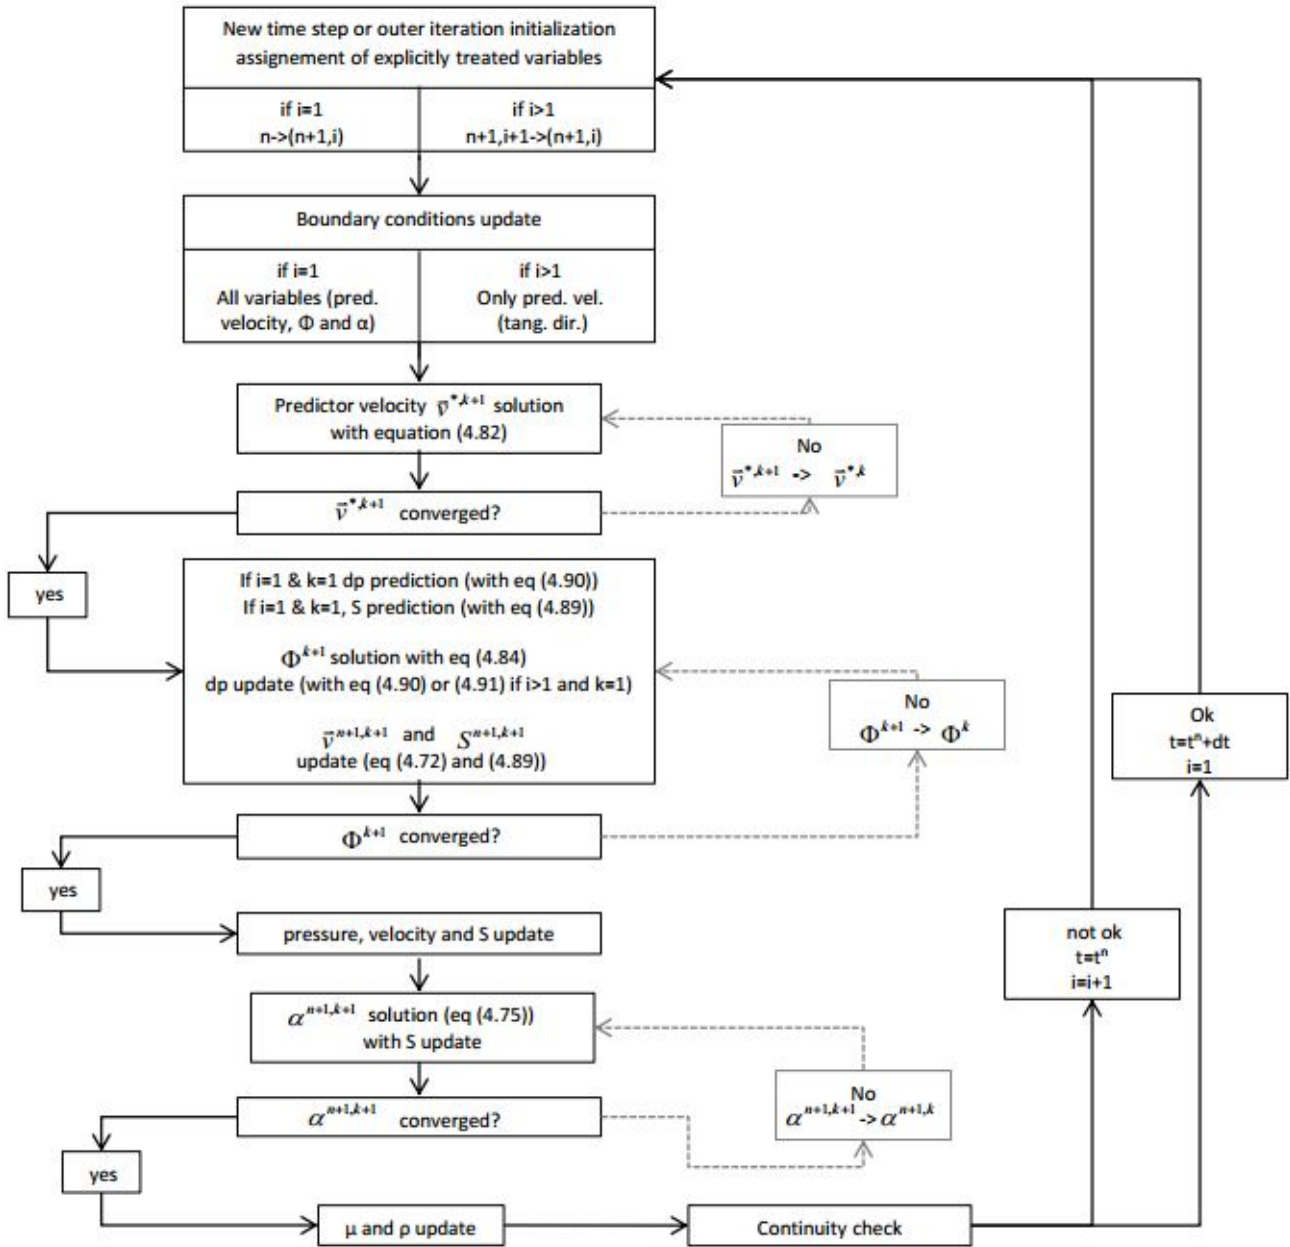 New time step or outer iteration initialization
assignement of explicitly treated variables
if i=1
n->(n+1,i)
if i>1
n+1,i+1->(n+1,i)
Boundary conditions update
if i=1
All variables (pred.
velocity, Φ and α)
if i>1
Only pred. vel.
(tang. dir.)
Predictor velocity v̄*,k+1 solution
with equation (4.82)
No
v̄*,k+1 -> v̄*,k
v̄*,k+1 converged?
yes
If i=1 & k=1 dp prediction (with eq (4.90))
If i=1 & k=1, S prediction (with eq (4.89))
Φk+1 solution with eq (4.84)
dp update (with eq (4.90) or (4.91) if i>1 and k=1)
v̄n+1,k+1 and Sn+1,k+1
update (eq (4.72) and (4.89))
No
Φk+1 -> Φk
Ok
t=tn+dt
i=1
Φk+1 converged?
yes
pressure, velocity and S update
not ok
t=tn
i=i+1
αn+1,k+1 solution (eq (4.75))
with S update
No
αn+1,k+1 -> αn+1,k
αn+1,k+1 converged?
yes
μ and ρ update
Continuity check